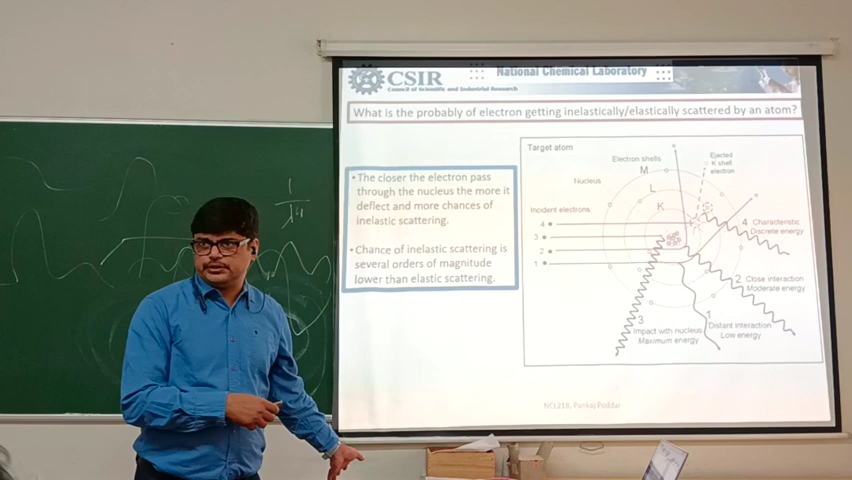 CSIR
Council of Scientific and Industrial Research
National Chemical Laboratory
What is the probably of electron getting inelastically/elastically scattered by an atom?
• The closer the electron pass
through the nucleus the more it
deflect and more chances of
inelastic scattering.
• Chance of inelastic scattering is
several orders of magnitude
lower than elastic scattering.
Target atom
Electron shells
Ejected
K shell
electron
M
Nucleus
L
K
Incident electrons
4
3
2
1
4
Characteristic
Discrete energy
2
Close interaction
Moderate energy
1
Distant interaction
Low energy
3
Impact with nucleus
Maximum energy
NCL218, Pankaj Poddar
1
λ4